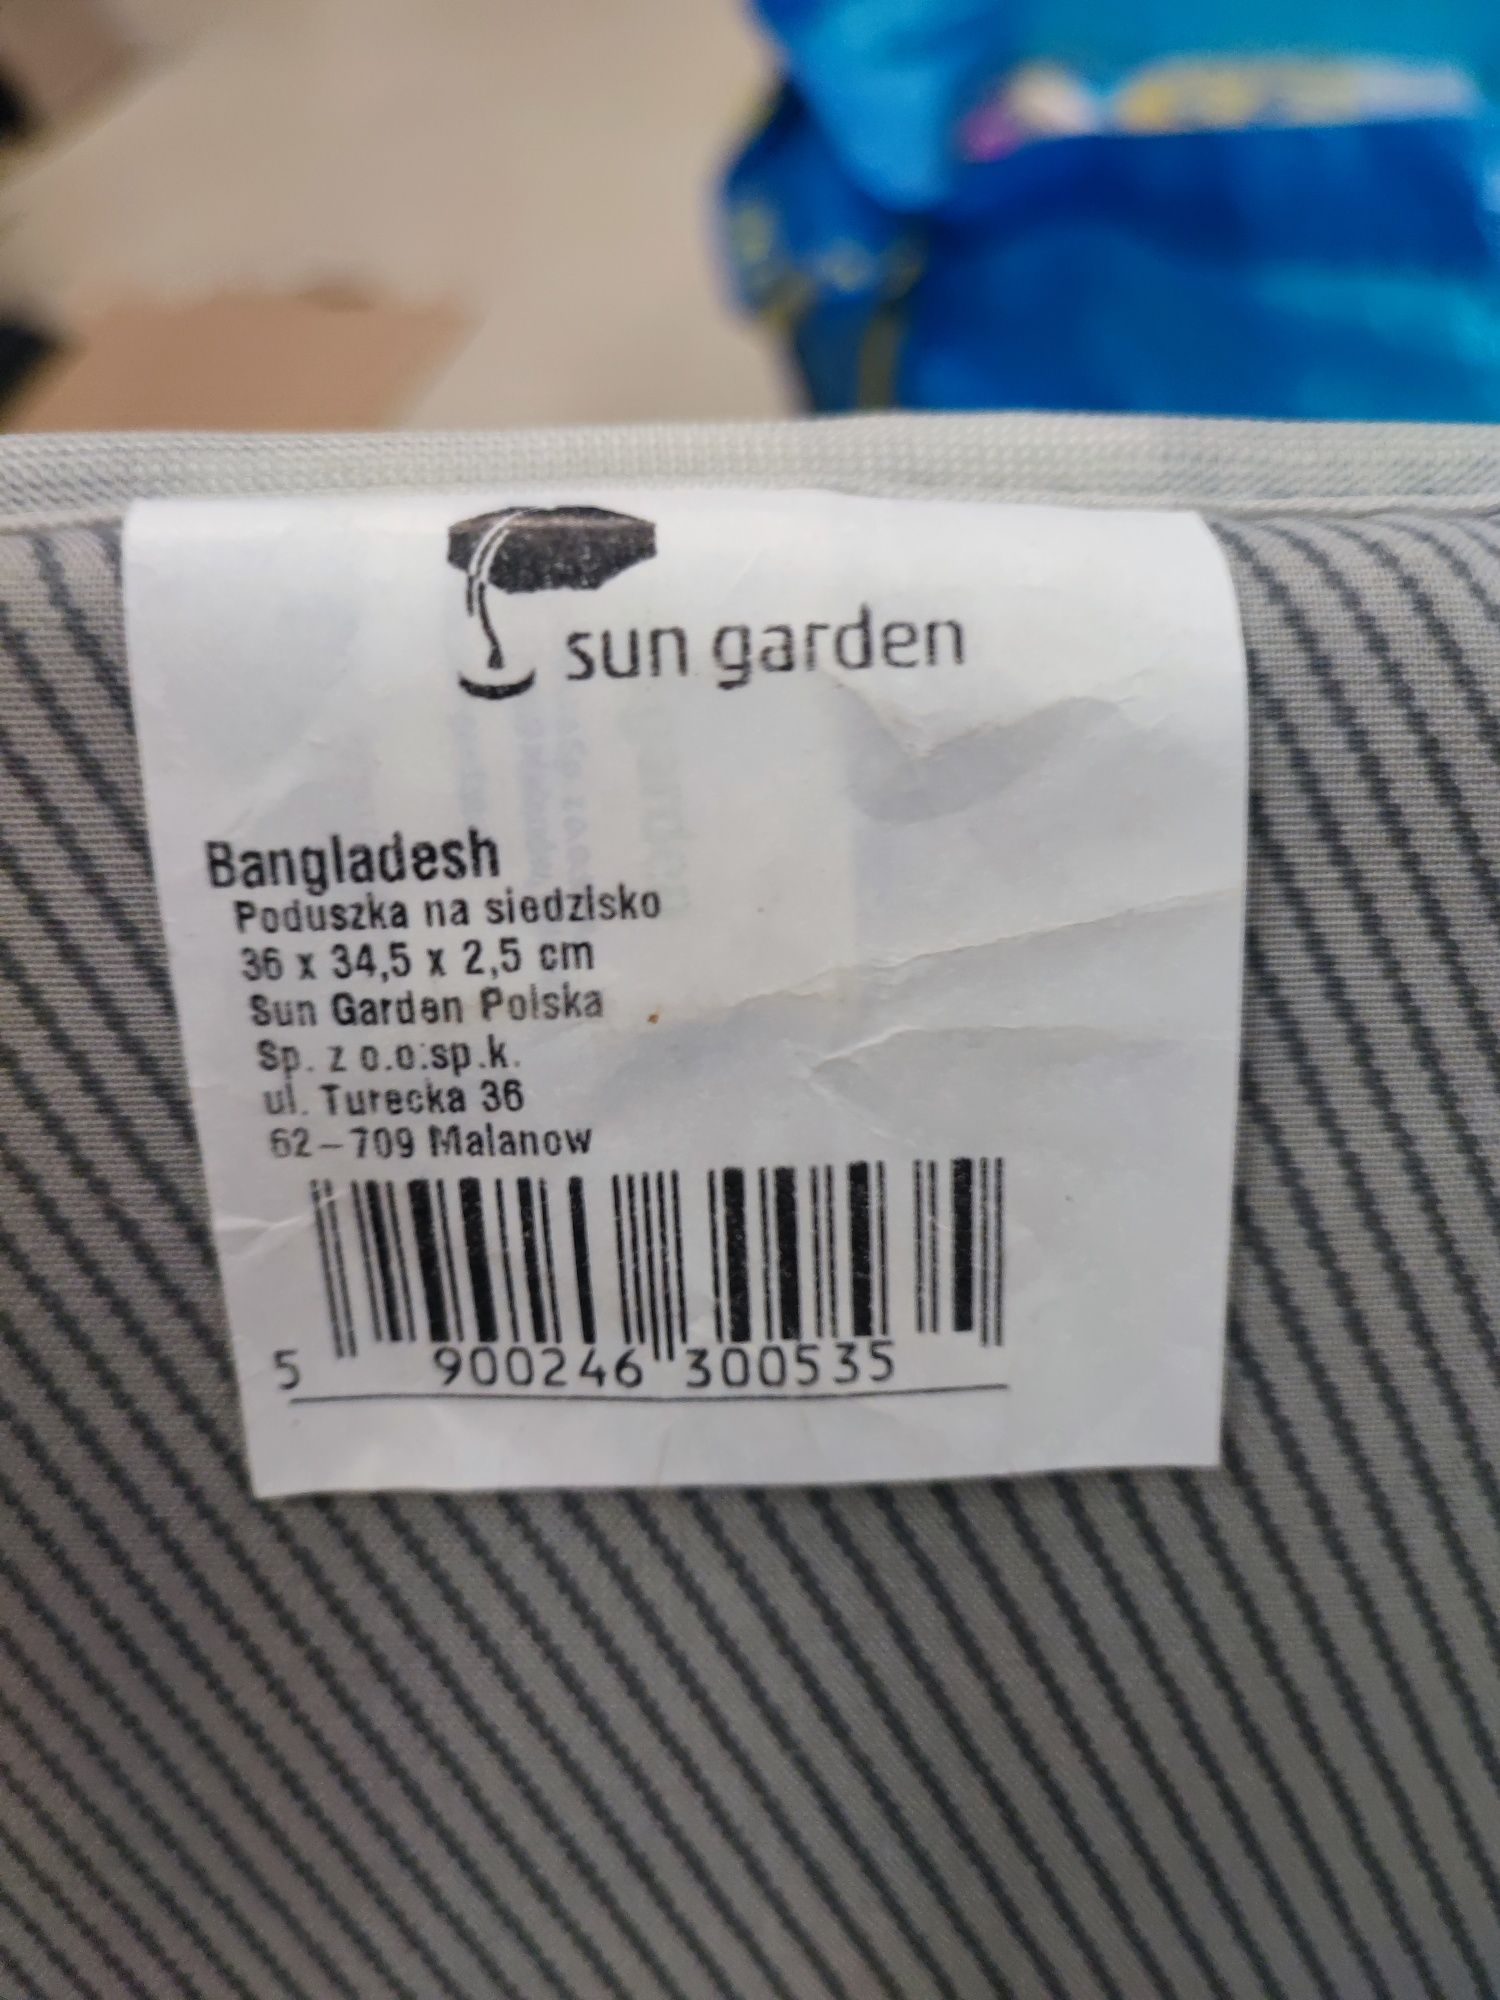 sun garden
Bangladesh
Poduszka na siedzisko
36 x 34,5 x 2,5 cm
Sun Garden Polska
Sp. z o.o.sp.k.
ul. Turecka 36
62-709 Malanow
5 900246 300535